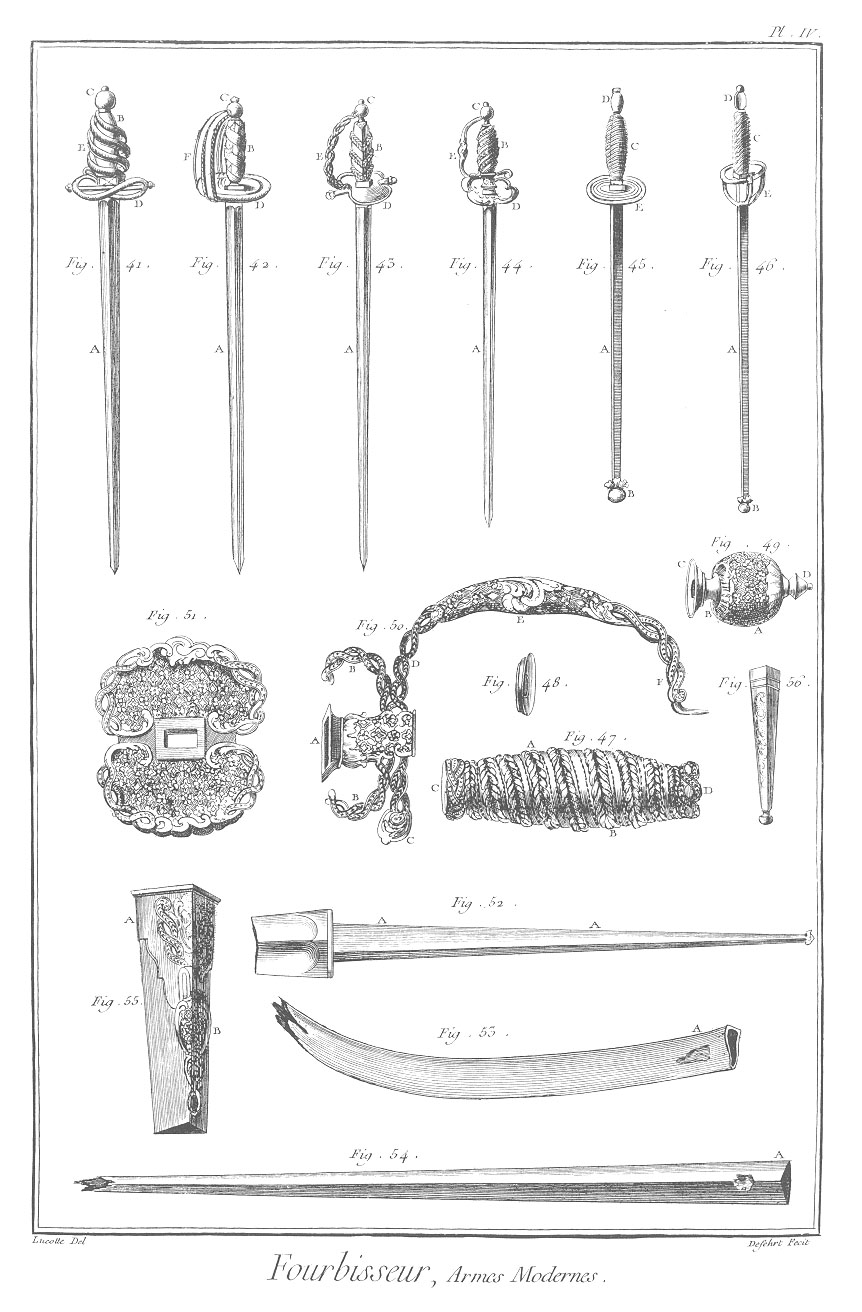 Pl. IV.
C C C C D D
B E B F B E B E C C
D D D D E E
Fig. 41. Fig. 42. Fig. 43. Fig. 44. Fig. 45. Fig. 46.
A A A A A A
B B
Fig. 49.
C D
B A
Fig. 51. Fig. 50.
E
B D F
Fig. 48. Fig. 56.
A
Fig. 47.
A
C D
B B
C
Fig. 52.
A A A
Fig. 55. B
Fig. 53. A
Fig. 54. A
Lucotte Del Defehrt Fecit
Fourbisseur, Armes Modernes.